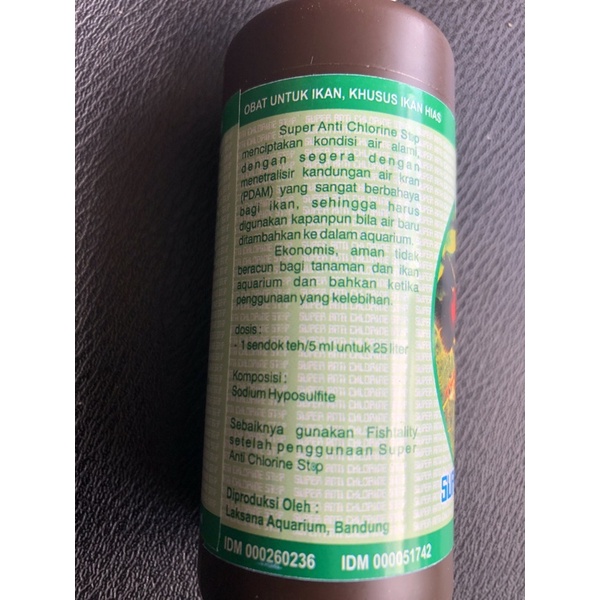 OBAT UNTUK IKAN, KHUSUS IKAN HIAS
Super Anti Chlorine Stop
menciptakan kondisi air alami,
dengan segera dengan
menetralisir kandungan air kran
(PDAM) yang sangat berbahaya
bagi ikan, sehingga harus
digunakan kapanpun bila air baru
ditambahkan ke dalam aquarium.
Ekonomis, aman tidak
beracun bagi tanaman dan ikan
aquarium dan bahkan ketika
penggunaan yang kelebihan.
dosis :
- 1 sendok teh/5 ml untuk 25 liter
Komposisi :
Sodium Hyposulfite
Sebaiknya gunakan Fishtality
setelah penggunaan Super
Anti Chlorine Stop
Diproduksi Oleh :
Laksana Aquarium, Bandung
IDM 000260236 IDM 000051742